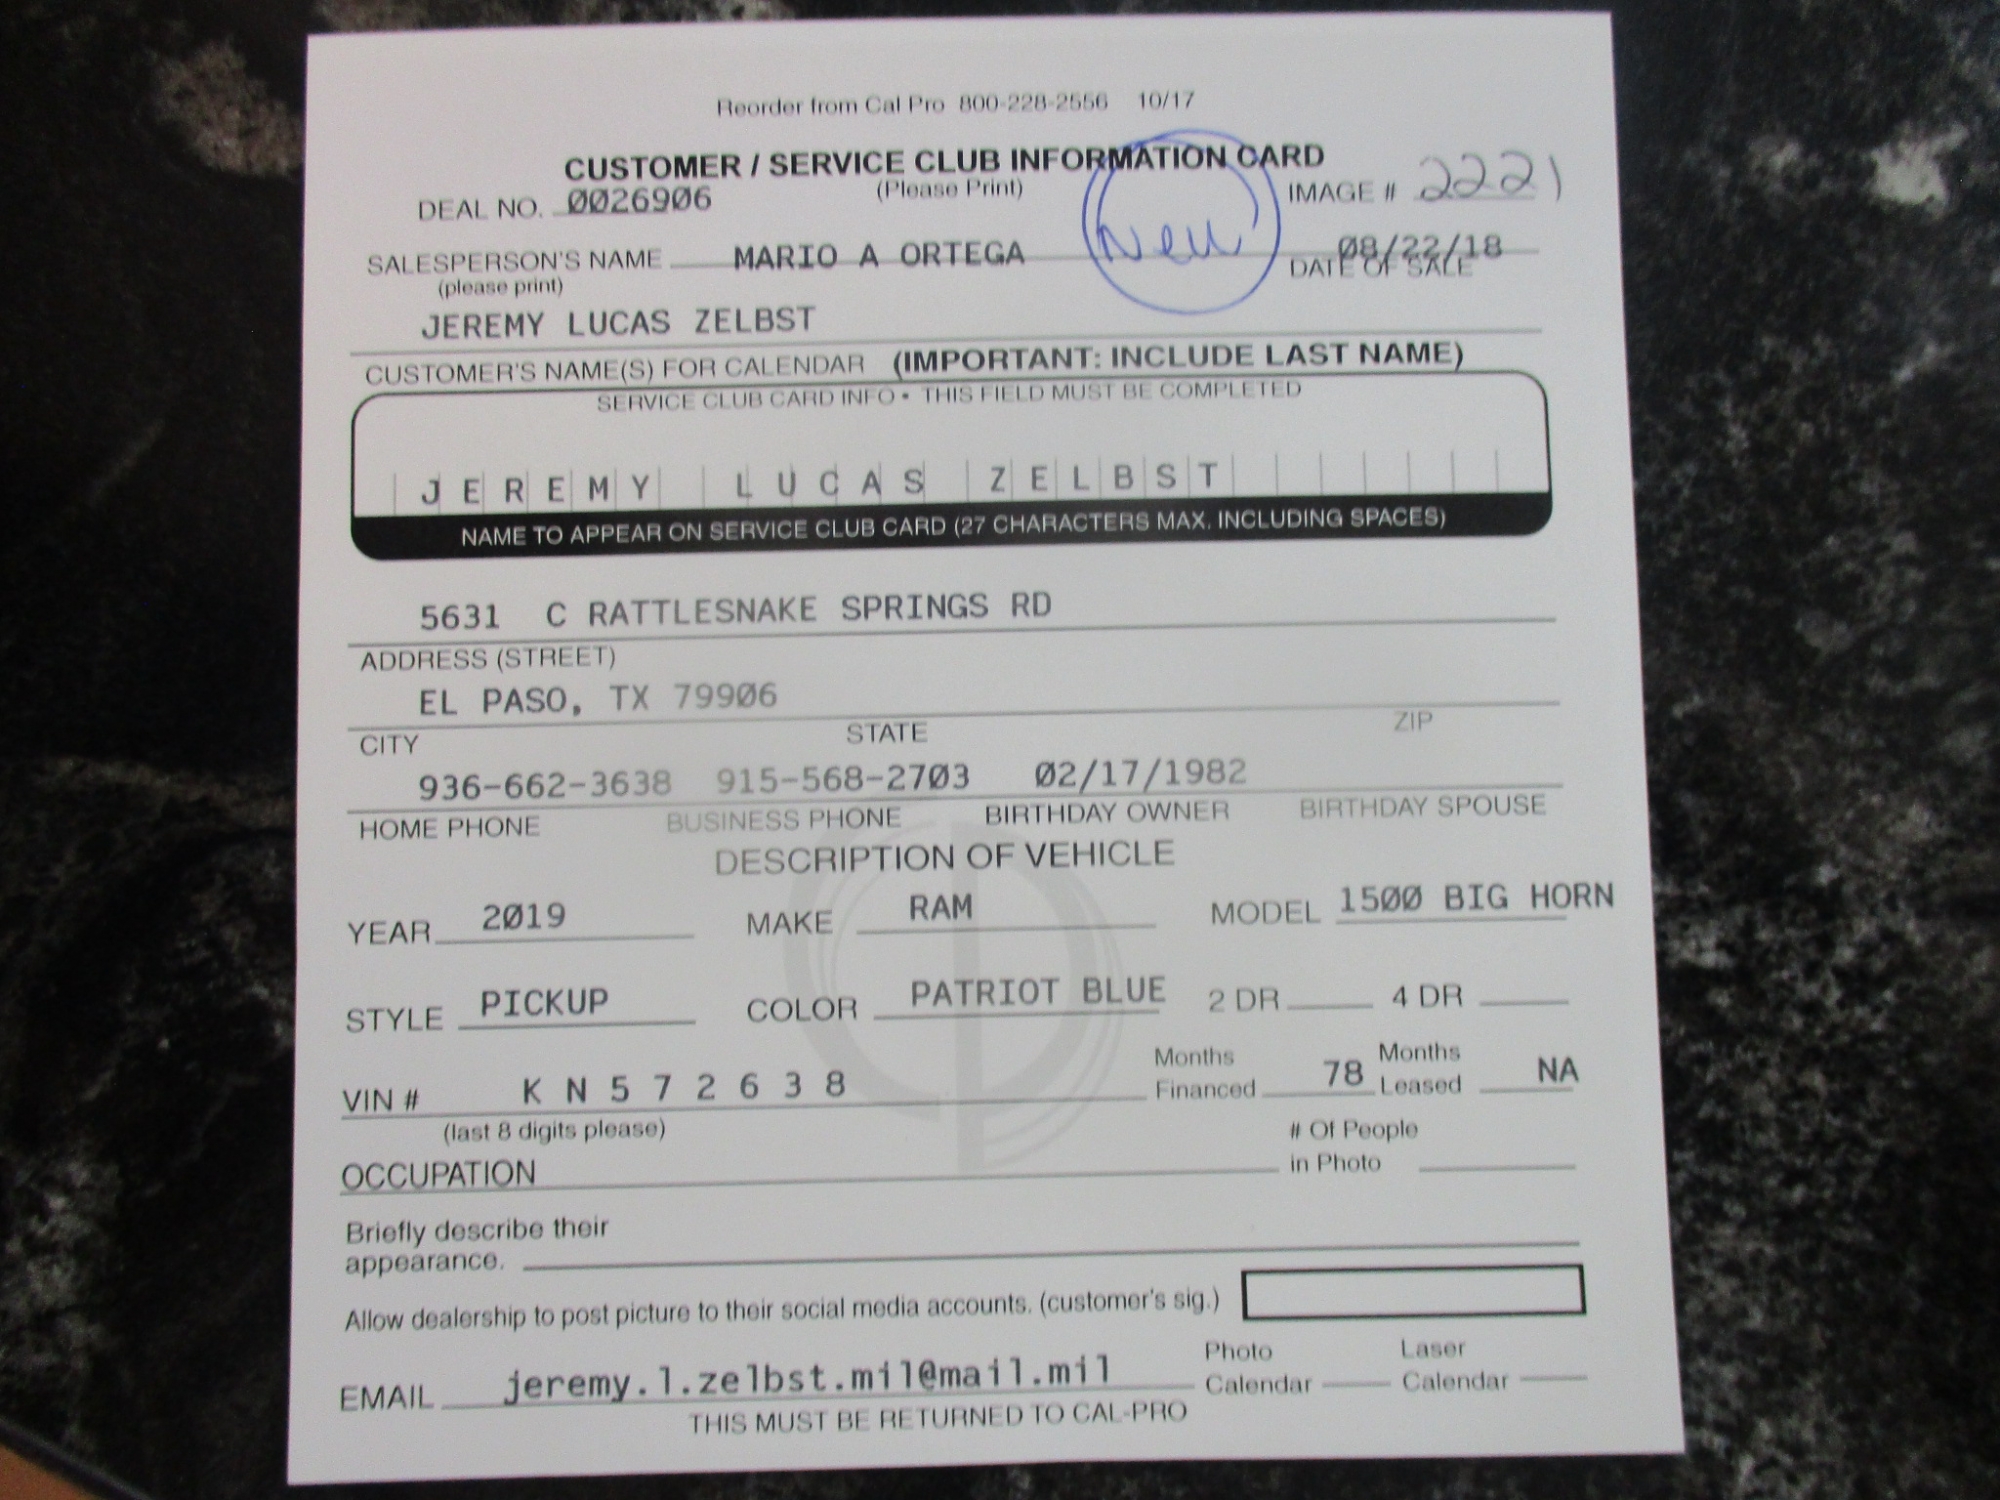 Reorder from Cal Pro 800-228-2556 10/17
CUSTOMER / SERVICE CLUB INFORMATION CARD
(Please Print)
DEAL NO. 0026906
IMAGE # 2221
New
SALESPERSON'S NAME MARIO A ORTEGA
(please print)
08/22/18
DATE OF SALE
JEREMY LUCAS ZELBST
CUSTOMER'S NAME(S) FOR CALENDAR (IMPORTANT: INCLUDE LAST NAME)
SERVICE CLUB CARD INFO • THIS FIELD MUST BE COMPLETED
JEREMY LUCAS ZELBST
NAME TO APPEAR ON SERVICE CLUB CARD (27 CHARACTERS MAX. INCLUDING SPACES)
5631 C RATTLESNAKE SPRINGS RD
ADDRESS (STREET)
EL PASO, TX 79906
CITY STATE ZIP
936-662-3638 915-568-2703 02/17/1982
HOME PHONE BUSINESS PHONE BIRTHDAY OWNER BIRTHDAY SPOUSE
DESCRIPTION OF VEHICLE
YEAR 2019 MAKE RAM MODEL 1500 BIG HORN
STYLE PICKUP COLOR PATRIOT BLUE 2 DR 4 DR
VIN # K N 5 7 2 6 3 8 Months Financed 78 Months Leased NA
(last 8 digits please)
OCCUPATION # Of People in Photo
Briefly describe their
appearance.
Allow dealership to post picture to their social media accounts. (customer's sig.)
EMAIL jeremy.l.zelbst.mil@mail.mil Photo Calendar Laser Calendar
THIS MUST BE RETURNED TO CAL-PRO